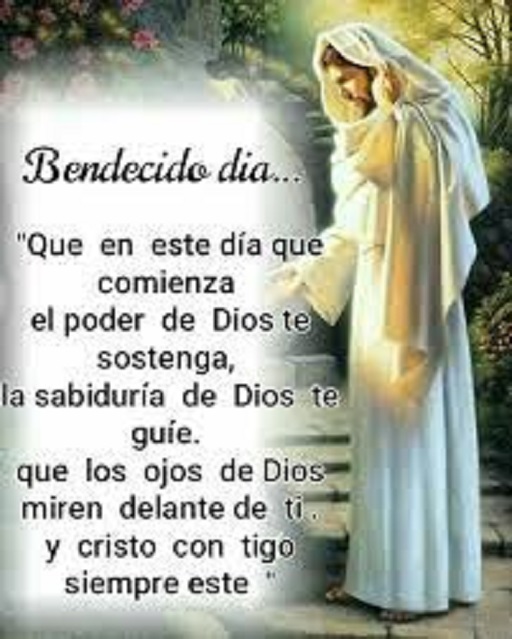 Bendecido dia...
"Que en este día que
comienza
el poder de Dios te
sostenga,
la sabiduría de Dios te
guíe.
que los ojos de Dios
miren delante de ti .
y cristo con tigo
siempre este "